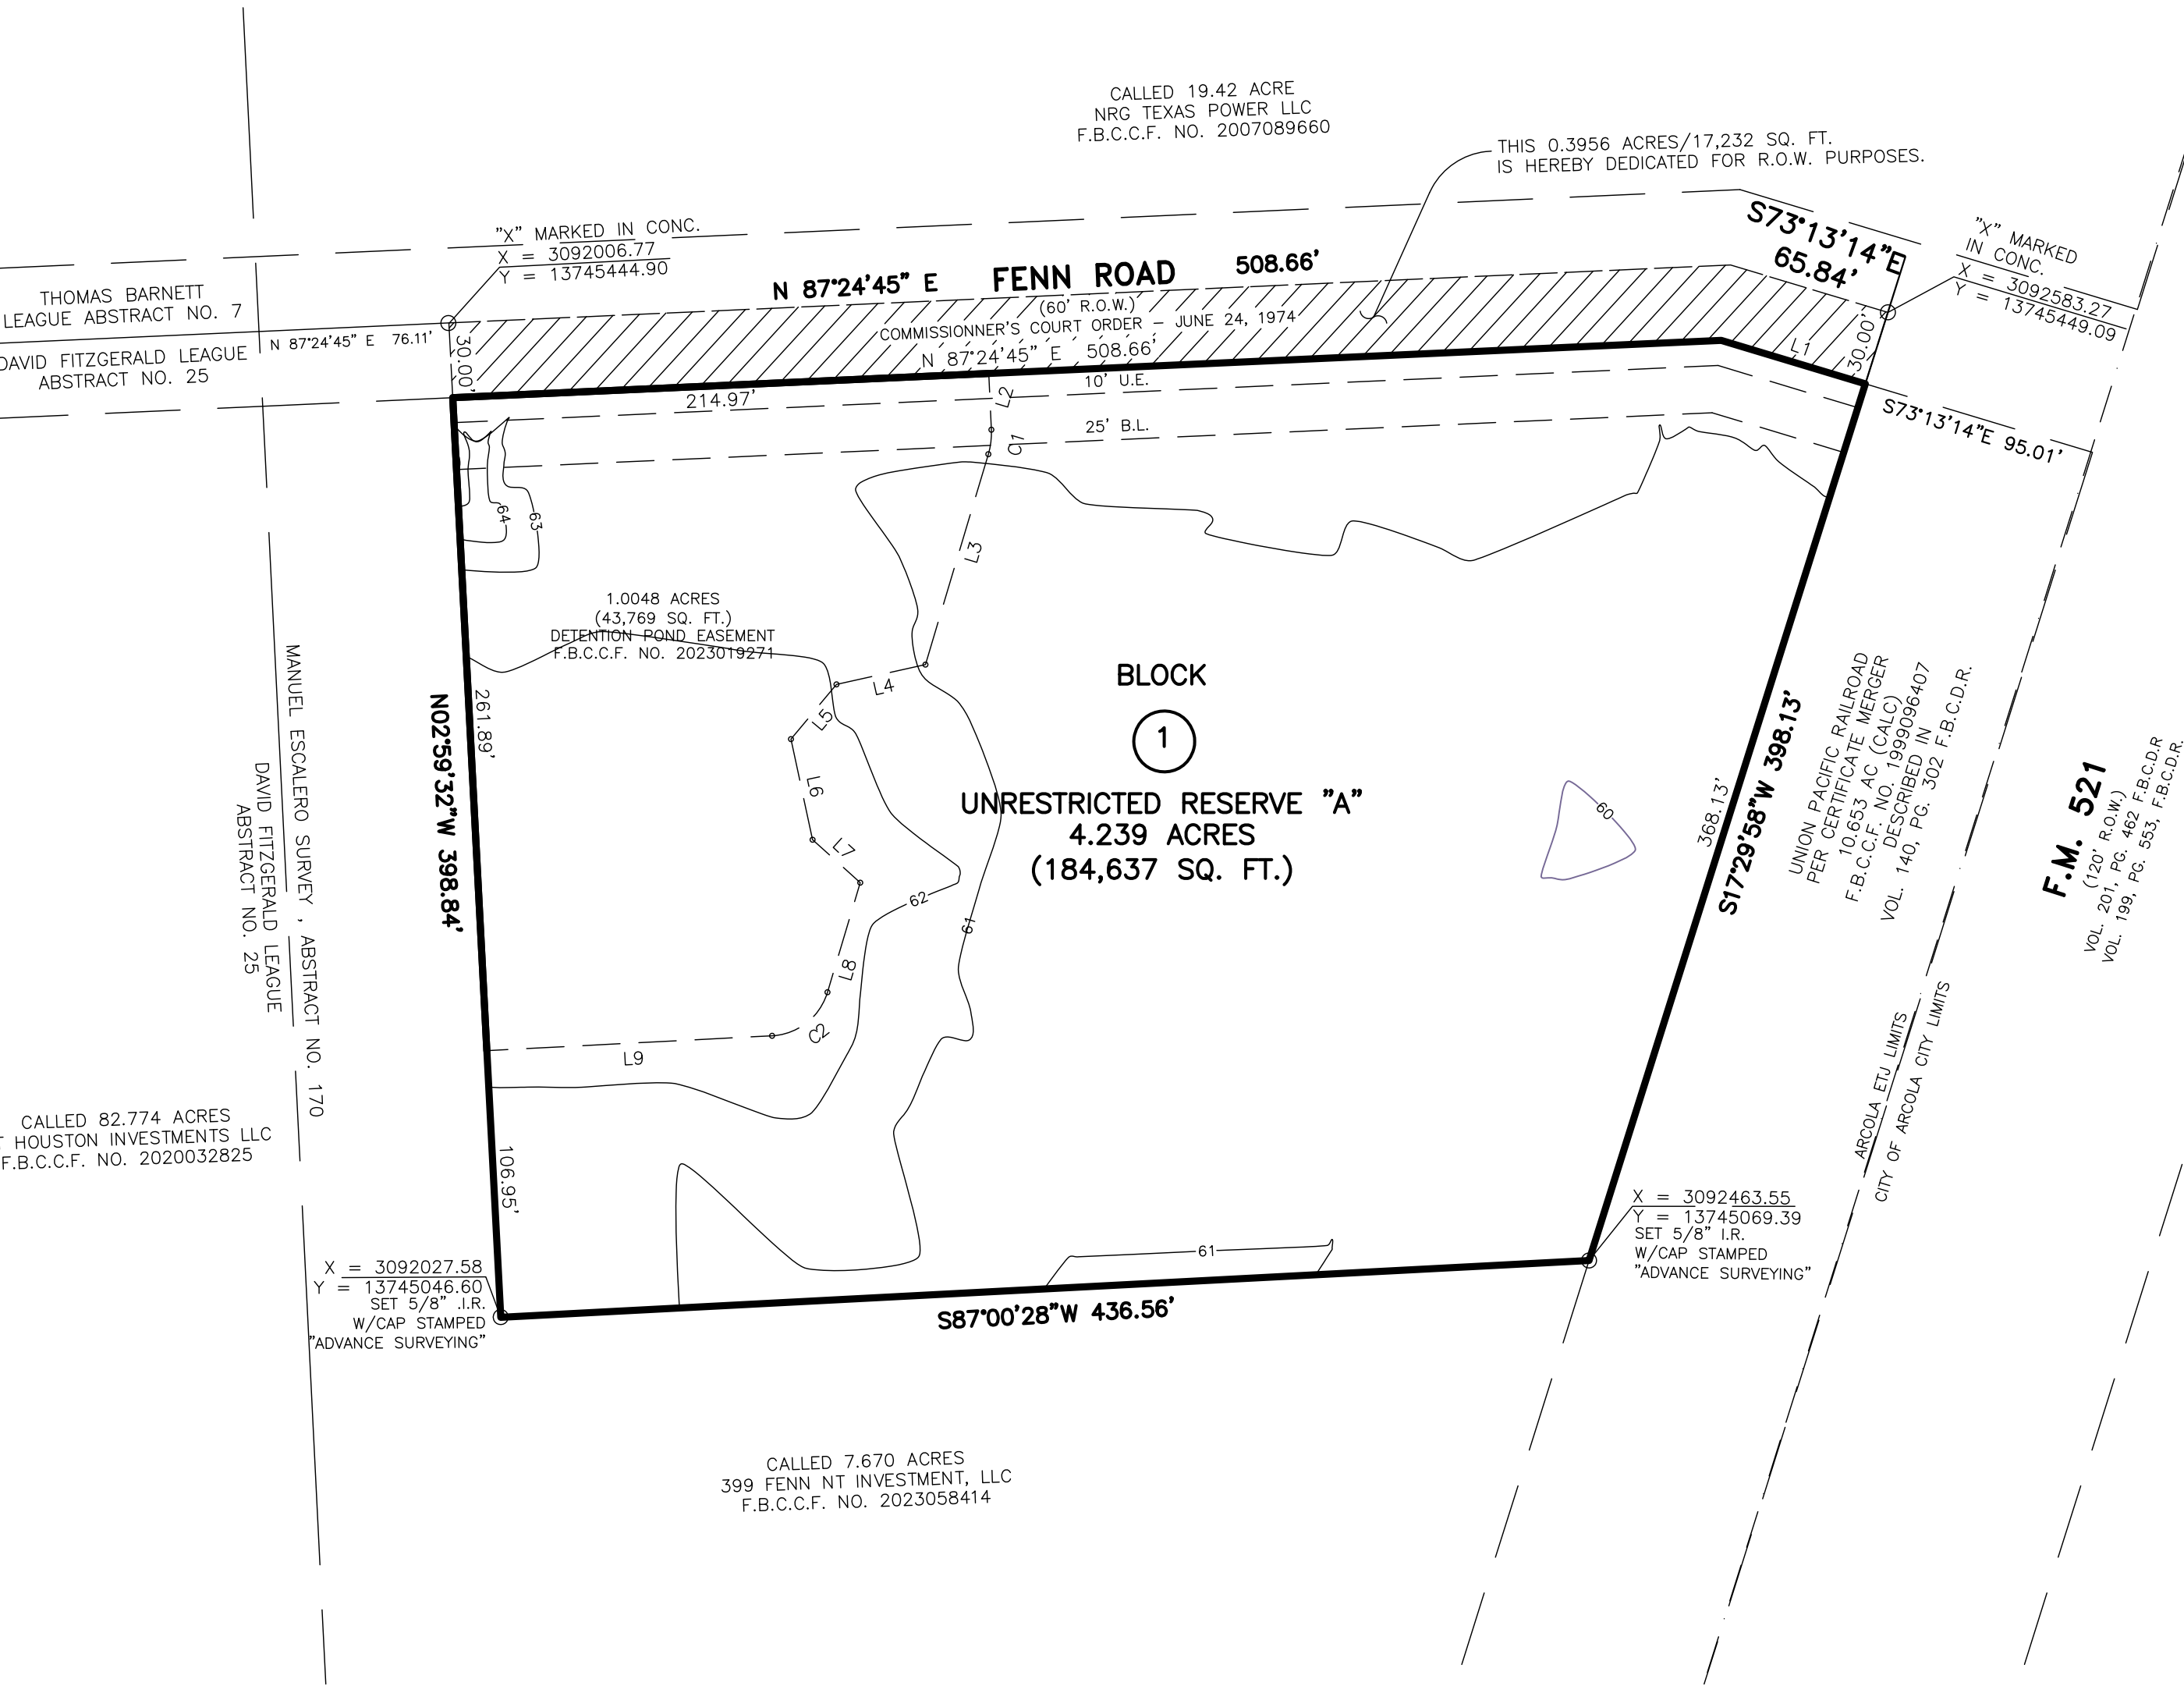 CALLED 19.42 ACRE
NRG TEXAS POWER LLC
F.B.C.C.F. NO. 2007089660
THIS 0.3956 ACRES/17,232 SQ. FT.
IS HEREBY DEDICATED FOR R.O.W. PURPOSES.
"X" MARKED IN CONC.
X = 3092006.77
Y = 13745444.90
S73°13'14"E
65.84'
"X" MARKED
IN CONC.
X = 3092583.27
Y = 13745449.09
N 87°24'45" E FENN ROAD 508.66'
(60' R.O.W.)
COMMISSIONER'S COURT ORDER – JUNE 24, 1974
N 87°24'45" E 508.66'
THOMAS BARNETT
LEAGUE ABSTRACT NO. 7
N 87°24'45" E 76.11'
DAVID FITZGERALD LEAGUE
ABSTRACT NO. 25
30.00'
L1
30.00'
S73°13'14"E 95.01'
214.97'
10' U.E.
L2
25' B.L.
C1
64
63
L3
1.0048 ACRES
(43,769 SQ. FT.)
DETENTION POND EASEMENT
F.B.C.C.F. NO. 2023019271
L4
L5
L6
L7
L8
C2
L9
62
61
BLOCK
1
UNRESTRICTED RESERVE "A"
4.239 ACRES
(184,637 SQ. FT.)
60
261.89'
N02°59'32"W 398.84'
106.95'
MANUEL ESCALERO SURVEY , ABSTRACT NO. 170
DAVID FITZGERALD LEAGUE
ABSTRACT NO. 25
368.13'
S17°29'58"W 398.13'
UNION PACIFIC RAILROAD
PER CERTIFICATE MERGER
10.653 AC (CALC)
F.B.C.C.F. NO. 1999096407
DESCRIBED IN
VOL. 140, PG. 302 F.B.C.D.R.
F.M. 521
(120' R.O.W.)
VOL. 201, PG. 462 F.B.C.D.R
VOL. 199, PG. 553, F.B.C.D.R.
ARCOLA ETJ LIMITS
CITY OF ARCOLA CITY LIMITS
CALLED 82.774 ACRES
HOUSTON INVESTMENTS LLC
F.B.C.C.F. NO. 2020032825
X = 3092027.58
Y = 13745046.60
SET 5/8" .I.R.
W/CAP STAMPED
"ADVANCE SURVEYING"
61
X = 3092463.55
Y = 13745069.39
SET 5/8" I.R.
W/CAP STAMPED
"ADVANCE SURVEYING"
S87°00'28"W 436.56'
CALLED 7.670 ACRES
399 FENN NT INVESTMENT, LLC
F.B.C.C.F. NO. 2023058414